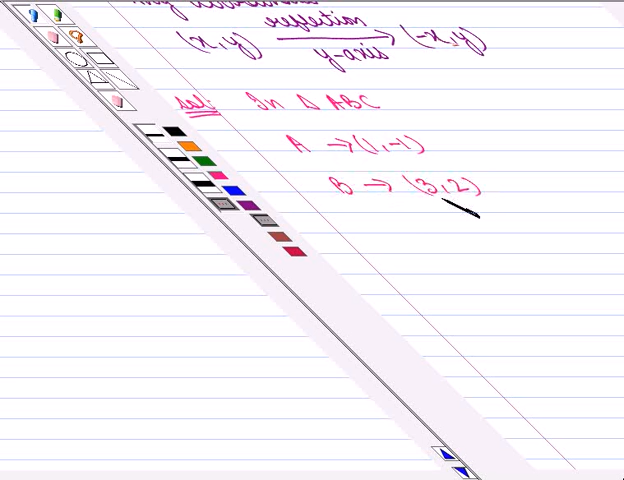 reflection
(x,y) → (-x,y)
y-axis
Sol: In Δ ABC
A → (1,-1)
B → (3,2)